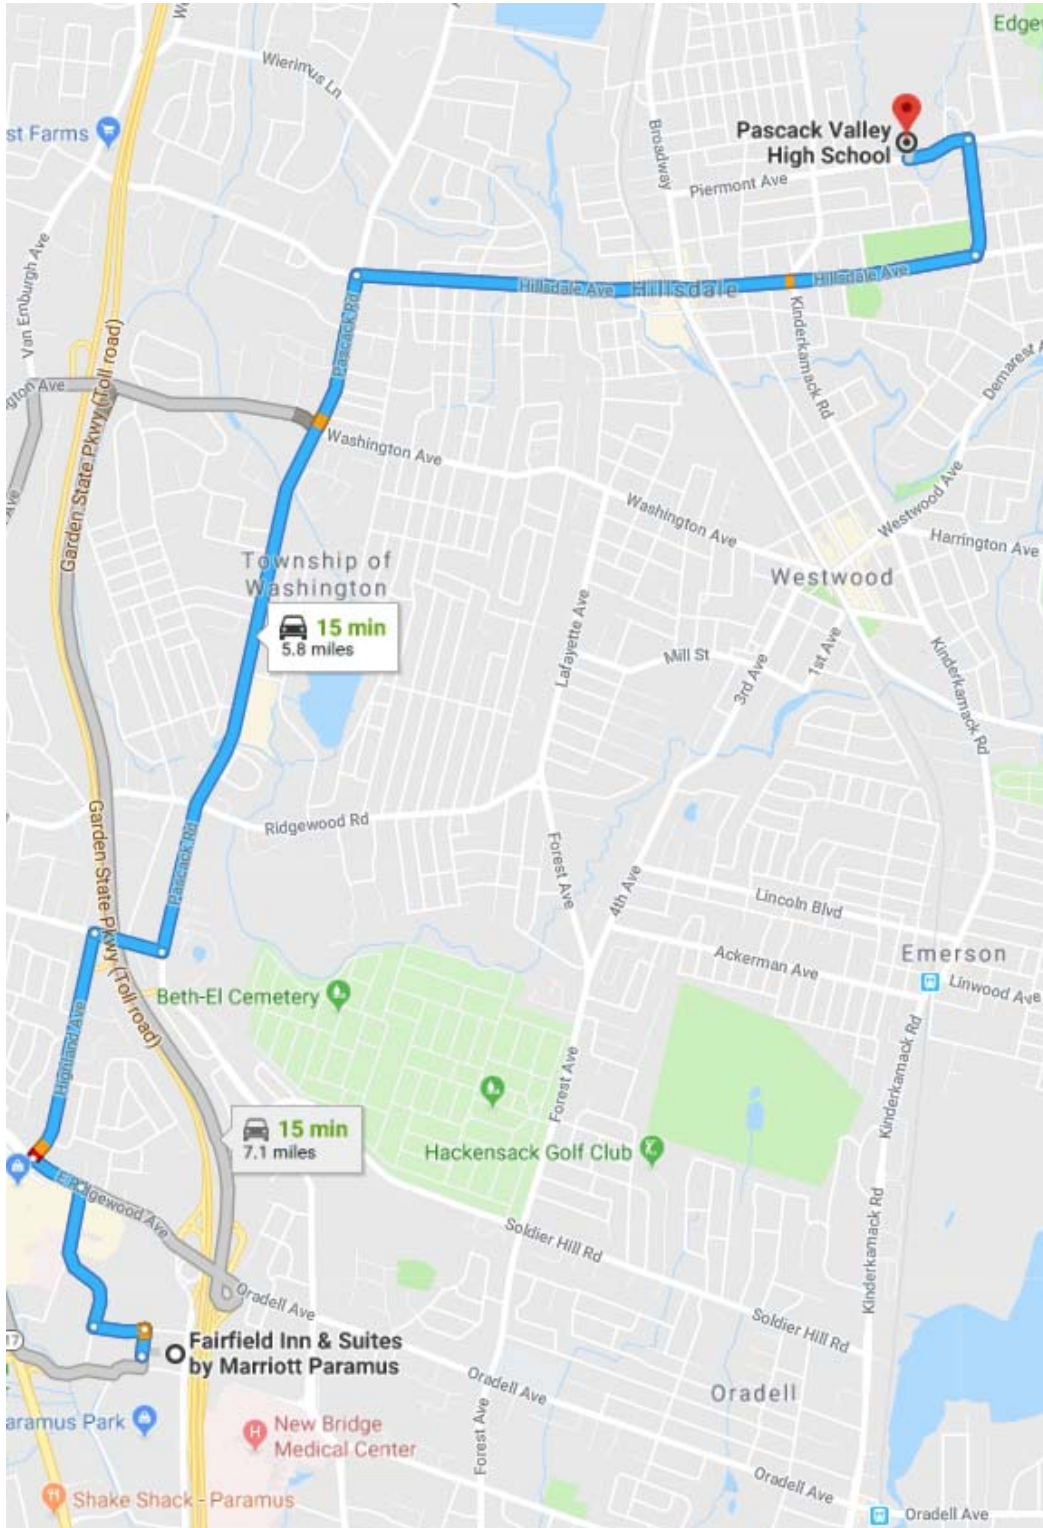 Edge
Wierimus Ln
st Farms
Broadway
Pascack Valley
High School
Piermont Ave
Van Emburgh Ave
Hillsdale Ave
Hillsdale
Hillsdale Ave
Pascack Rd
Kinderkamack Rd
Garden State Pkwy (Toll road)
gton Ave
Demarest A
Washington Ave
Westwood Ave
Washington Ave
Harrington Ave
Ave
Township of
Washington
Westwood
15 min
5.8 miles
Lafayette Ave
Mill St
3rd Ave
1st Ave
Kinderkamack Rd
Garden State Pkwy (Toll road)
Ridgewood Rd
Pascack Rd
Forest Ave
4th Ave
Lincoln Blvd
Ackerman Ave
Emerson
Linwood Ave
Beth-El Cemetery
Highland Ave
Forest Ave
Kinderkamack Rd
15 min
7.1 miles
Hackensack Golf Club
E Ridgewood Ave
Soldier Hill Rd
Kinderkamack Rd
Oradell Ave
Soldier Hill Rd
17
Fairfield Inn & Suites
by Marriott Paramus
Oradell Ave
Oradell
aramus Park
New Bridge
Medical Center
Forest Ave
Shake Shack - Paramus
Oradell Ave
Oradell Ave